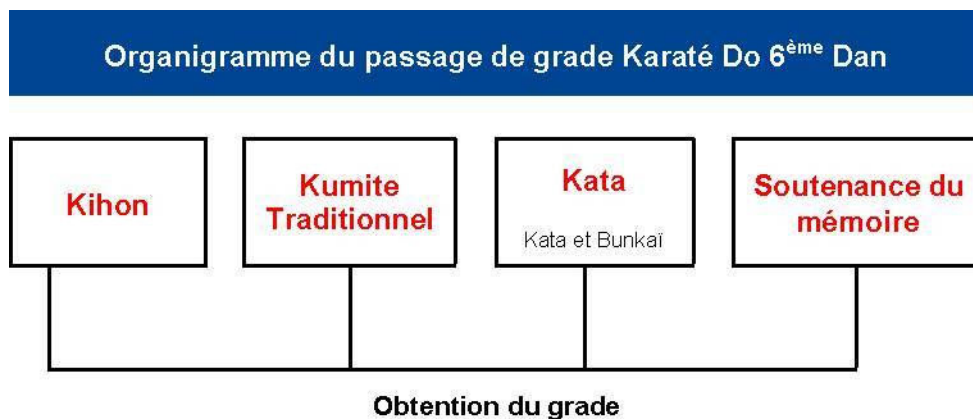 Organigramme du passage de grade Karaté Do 6ème Dan
Kihon
Kumite
Traditionnel
Kata
Kata et Bunkaï
Soutenance du
mémoire
Obtention du grade